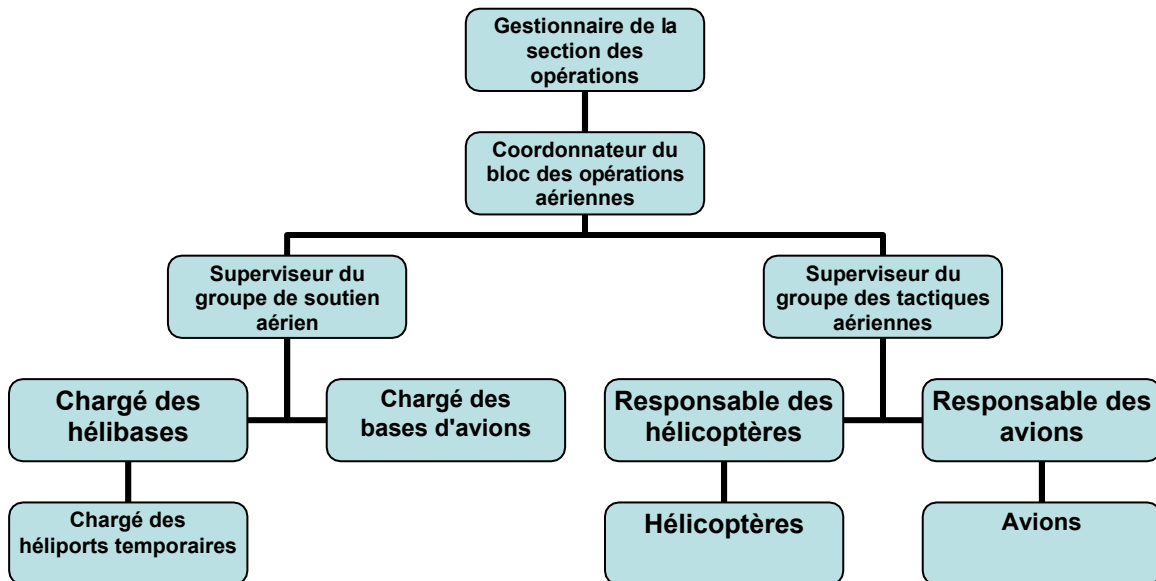 Gestionnaire de la
section des
opérations
Coordonnateur du
bloc des opérations
aériennes
Superviseur du
groupe de soutien
aérien
Superviseur du
groupe des tactiques
aériennes
Chargé des
hélibases
Chargé des
bases d'avions
Responsable des
hélicoptères
Responsable des
avions
Chargé des
héliports temporaires
Hélicoptères
Avions